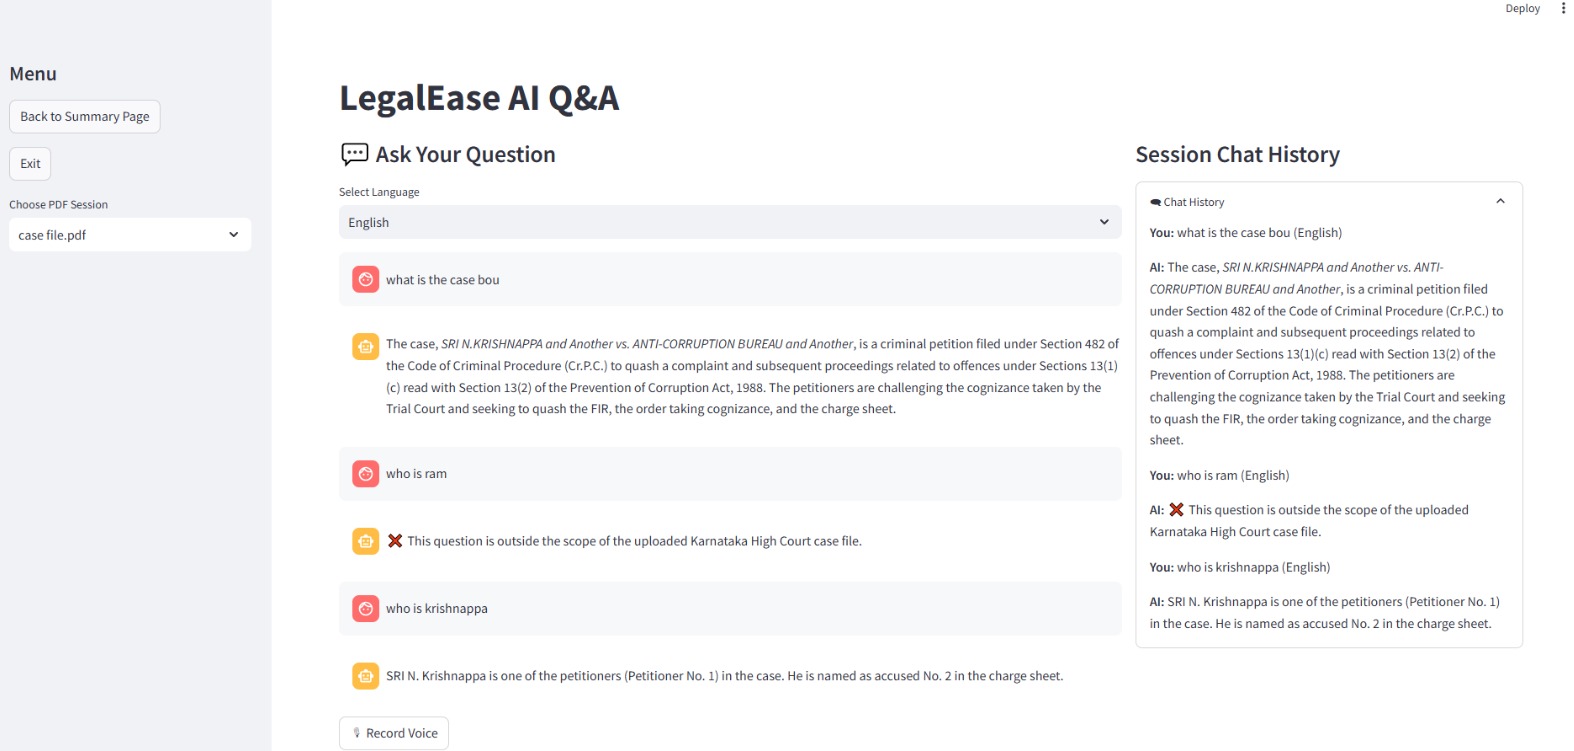 Deploy
Menu
Back to Summary Page
Exit
Choose PDF Session
case file.pdf
LegalEase AI Q&A
Ask Your Question
Select Language
English
what is the case bou
The case, SRI N.KRISHNAPPA and Another vs. ANTI-CORRUPTION BUREAU and Another, is a criminal petition filed under Section 482 of
the Code of Criminal Procedure (Cr.P.C.) to quash a complaint and subsequent proceedings related to offences under Sections 13(1)
(c) read with Section 13(2) of the Prevention of Corruption Act, 1988. The petitioners are challenging the cognizance taken by the
Trial Court and seeking to quash the FIR, the order taking cognizance, and the charge sheet.
who is ram
❌ This question is outside the scope of the uploaded Karnataka High Court case file.
who is krishnappa
SRI N. Krishnappa is one of the petitioners (Petitioner No. 1) in the case. He is named as accused No. 2 in the charge sheet.
Record Voice
Session Chat History
Chat History
You: what is the case bou (English)
AI: The case, SRI N.KRISHNAPPA and Another vs. ANTI-
CORRUPTION BUREAU and Another, is a criminal petition filed
under Section 482 of the Code of Criminal Procedure (Cr.P.C.) to
quash a complaint and subsequent proceedings related to
offences under Sections 13(1)(c) read with Section 13(2) of the
Prevention of Corruption Act, 1988. The petitioners are
challenging the cognizance taken by the Trial Court and seeking
to quash the FIR, the order taking cognizance, and the charge
sheet.
You: who is ram (English)
AI: ❌ This question is outside the scope of the uploaded
Karnataka High Court case file.
You: who is krishnappa (English)
AI: SRI N. Krishnappa is one of the petitioners (Petitioner No. 1)
in the case. He is named as accused No. 2 in the charge sheet.